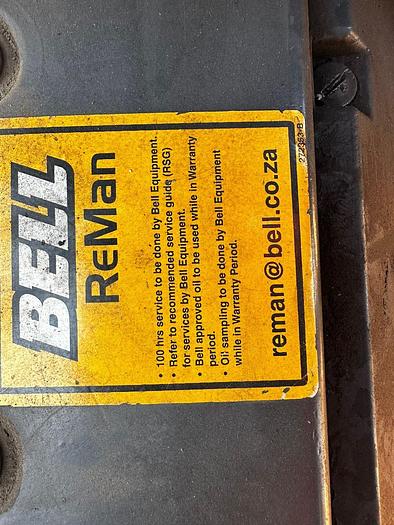 BELL
ReMan
• 100 hrs service to be done by Bell Equipment.
• Refer to recommended service guide (RSG)
for services by Bell Equipment.
• Bell approved oil to be used while in Warranty
period.
• Oil sampling to be done by Bell Equipment
while in Warranty Period.
reman@bell.co.za
272363-B